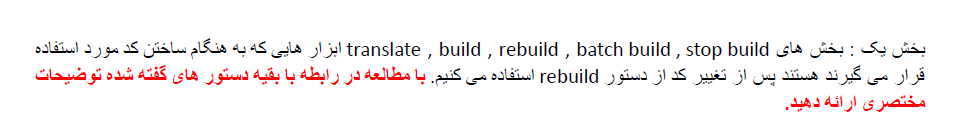 بخش یک : بخش های translate , build , rebuild , batch build , stop build ابزار هایی که به هنگام ساختن کد مورد استفاده
قرار می گیرند هستند پس از تغییر کد از دستور rebuild استفاده می کنیم. با مطالعه در رابطه با بقیه دستور های گفته شده توضیحات
مختصری ارائه دهید.